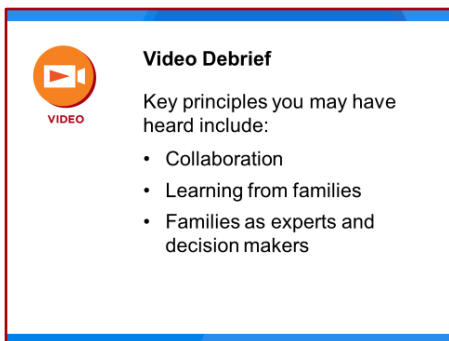 Video Debrief
VIDEO
Key principles you may have
heard include:
• Collaboration
• Learning from families
• Families as experts and
decision makers